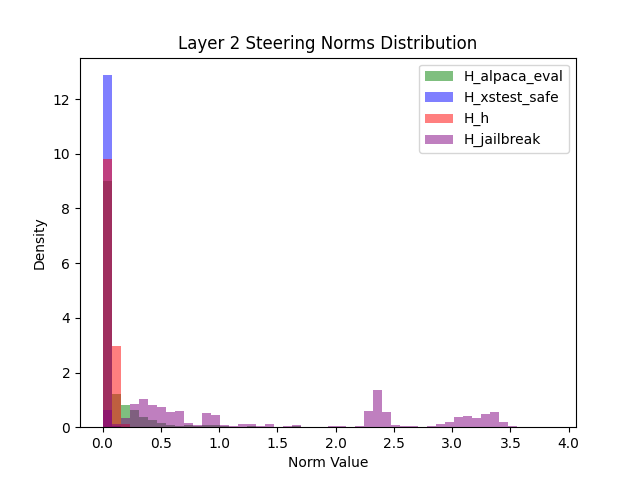 Layer 2 Steering Norms Distribution
H_alpaca_eval
H_xstest_safe
H_h
H_jailbreak
Density
12
10
8
6
4
2
0
0.0 0.5 1.0 1.5 2.0 2.5 3.0 3.5 4.0
Norm Value